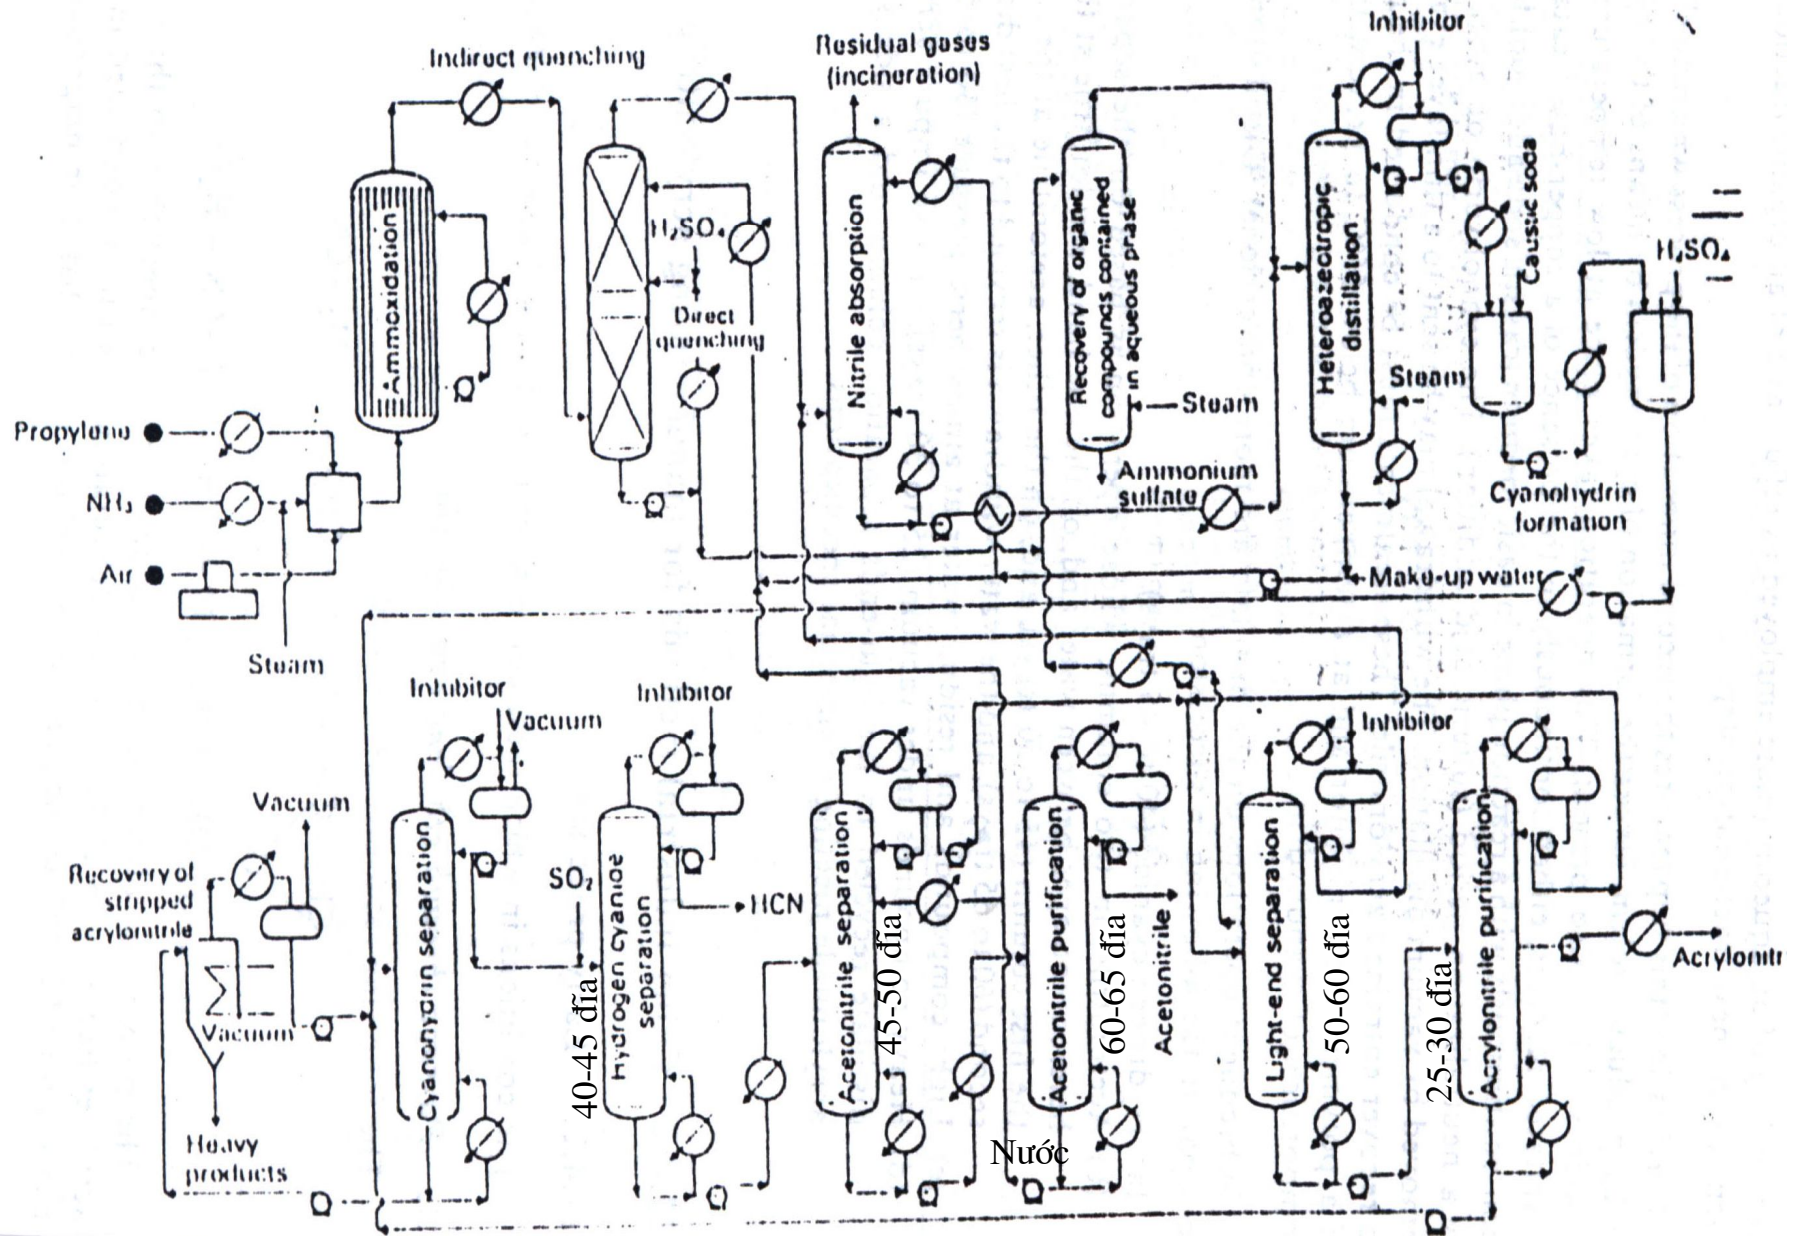 Indirect quenching
Residual gases
(incineration)
Inhibitor
Ammoxidation
H₂SO₄
Direct
quenching
Nitrile absorption
Recovery of organic
compounds contained
in aqueous prase
Steam
Ammonium
sulfate
Heteroazeotropic
distillation
Caustic soda
H₂SO₄
Steam
Cyanohydrin
formation
Propylene
NH₃
Air
Steam
Make-up water
Inhibitor
Vacuum
Inhibitor
Inhibitor
Vacuum
Recovery of
stripped
acrylonitrile
Vacuum
Heavy
products
Cyanonydrin separation
SO₂
40-45 đĩa
Hydrogen cyanide
separation
HCN
Acetonitrile separation
45-50 đĩa
Nước
Acetonitrile purification
60-65 đĩa
Acetonitrile
Light-end separation
50-60 đĩa
25-30 đĩa
Acrylonitrile purification
Acrylonitr